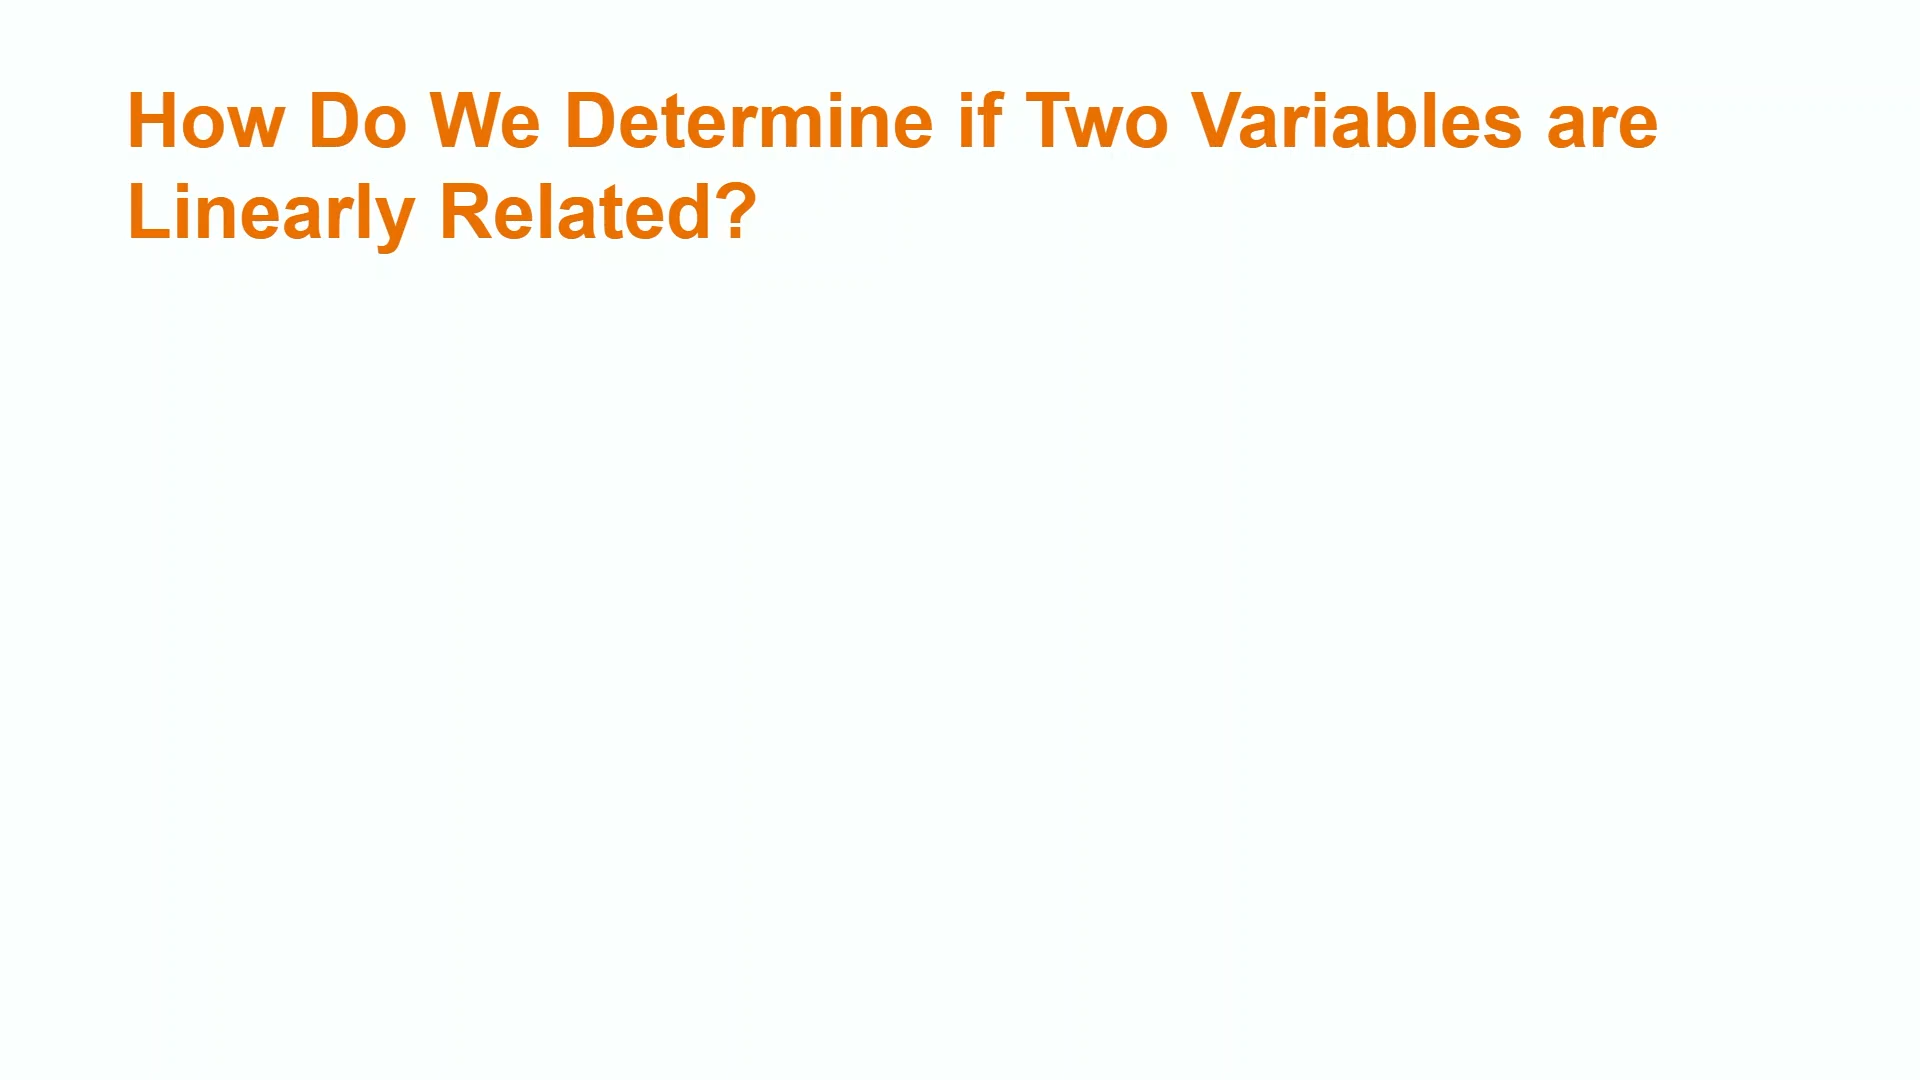 How Do We Determine if Two Variables are
Linearly Related?